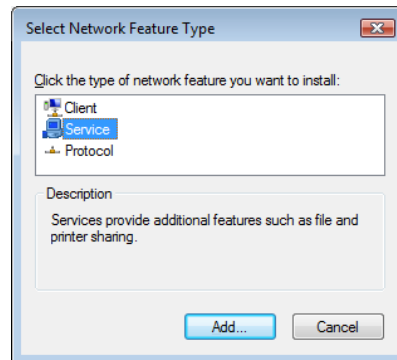 Select Network Feature Type
Click the type of network feature you want to install:
Client
Service
Protocol
Description
Services provide additional features such as file and
printer sharing.
Add...
Cancel